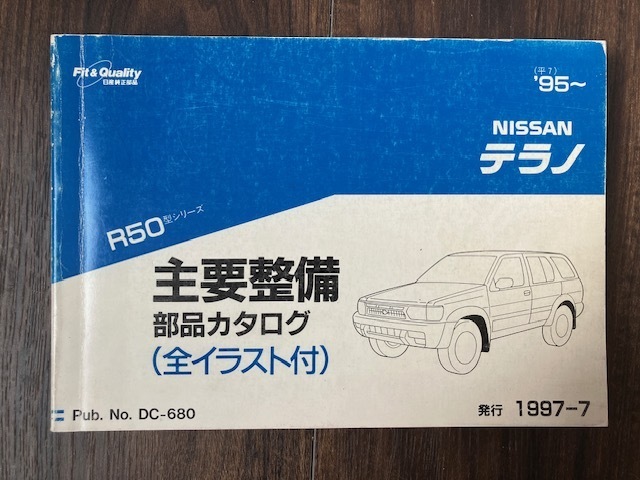 Fit & Quality
日産純正部品
(平7)
'95~
NISSAN
テラノ
R50型シリーズ
主要整備
部品カタログ
(全イラスト付)
Pub. No. DC-680
発行 1997-7